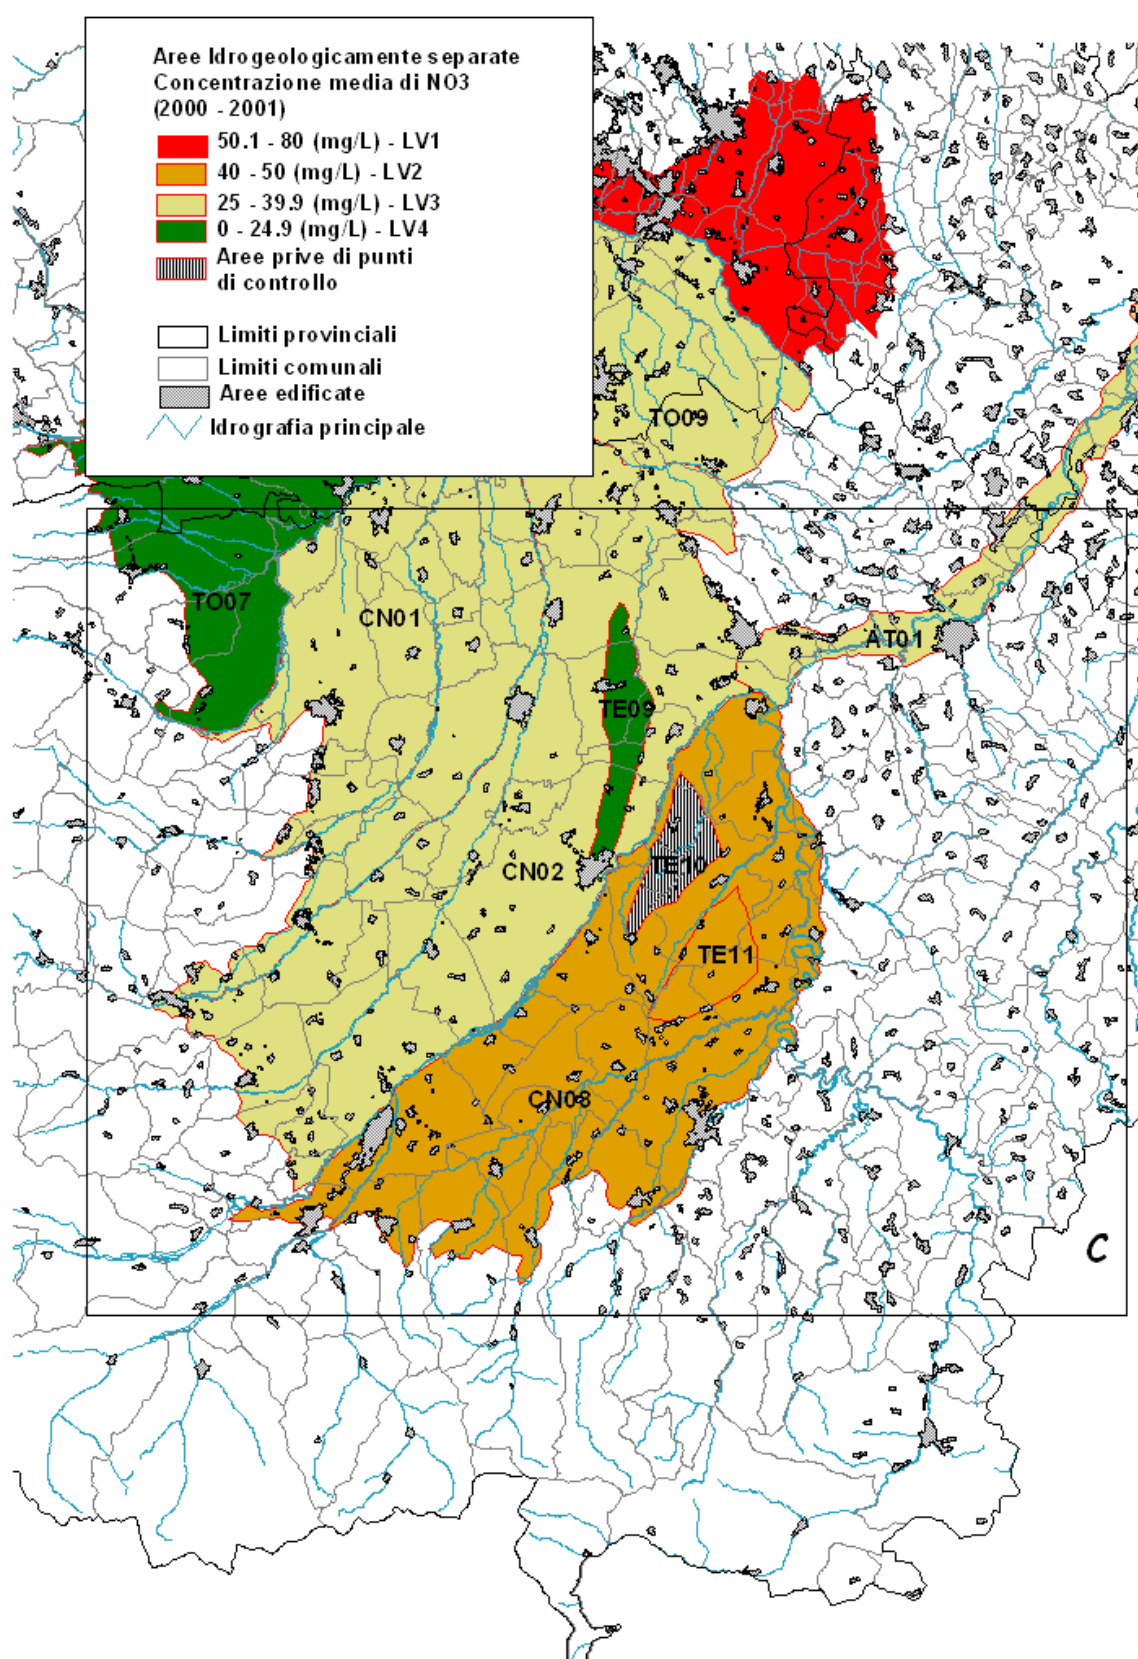 Aree Idrogeologicamente separate
Concentrazione media di NO3
(2000 - 2001)
50.1 - 80 (mg/L) - LV1
40 - 50 (mg/L) - LV2
25 - 39.9 (mg/L) - LV3
0 - 24.9 (mg/L) - LV4
Aree prive di punti
di controllo
Limiti provinciali
Limiti comunali
Aree edificate
Idrografia principale
TO09
TO07
CN01
AT01
TE09
CN02
TE10
TE11
CN08
C